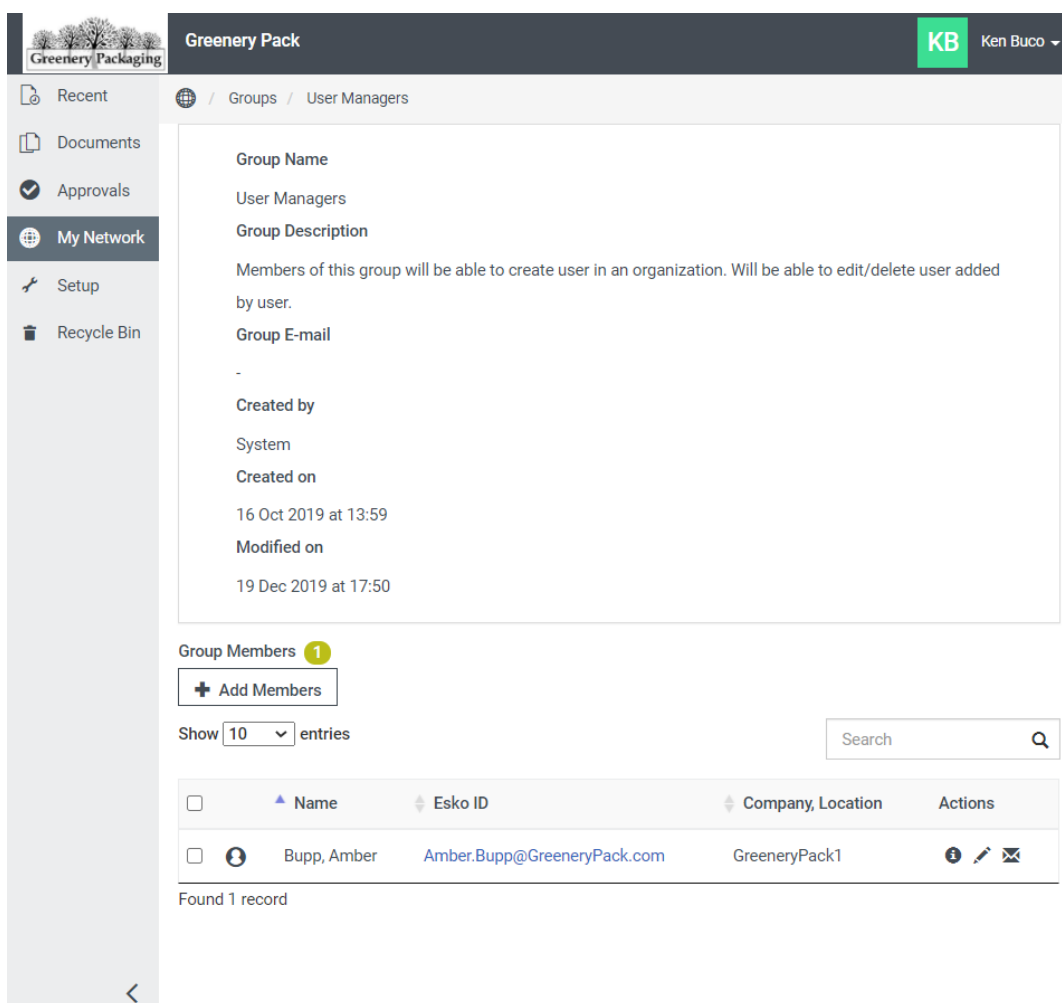 Greenery Packaging
Greenery Pack
KB
Ken Buco
Recent
Documents
Approvals
My Network
Setup
Recycle Bin
/ Groups / User Managers
Group Name
User Managers
Group Description
Members of this group will be able to create user in an organization. Will be able to edit/delete user added
by user.
Group E-mail
-
Created by
System
Created on
16 Oct 2019 at 13:59
Modified on
19 Dec 2019 at 17:50
Group Members 1
Add Members
Show 10 entries
Search
Name Esko ID Company, Location Actions
Bupp, Amber Amber.Bupp@GreeneryPack.com GreeneryPack1
Found 1 record